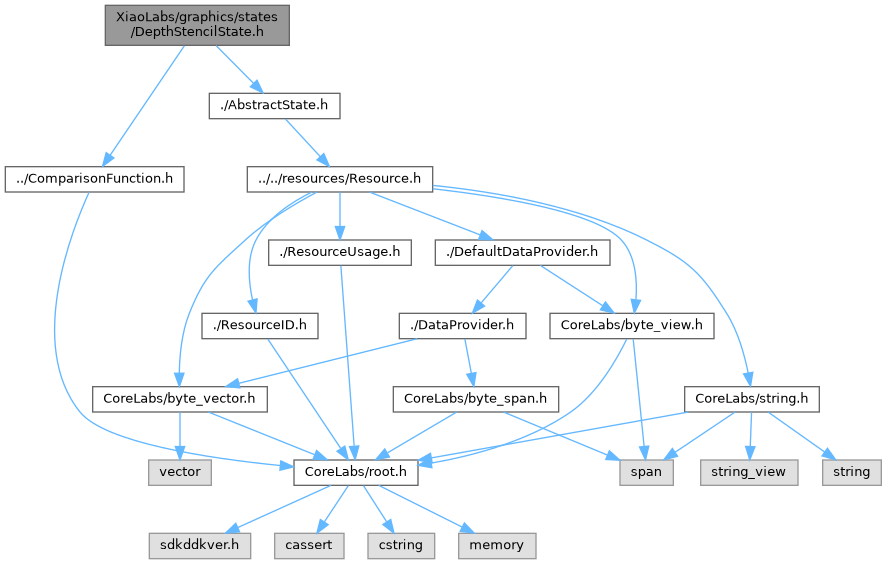 XiaoLabs/graphics/states
/DepthStencilState.h
./AbstractState.h
../ComparisonFunction.h
../../resources/Resource.h
./ResourceUsage.h
./DefaultDataProvider.h
./ResourceID.h
./DataProvider.h
CoreLabs/byte_view.h
CoreLabs/byte_vector.h
CoreLabs/byte_span.h
CoreLabs/string.h
vector
CoreLabs/root.h
span
string_view
string
sdkddkver.h
cassert
cstring
memory